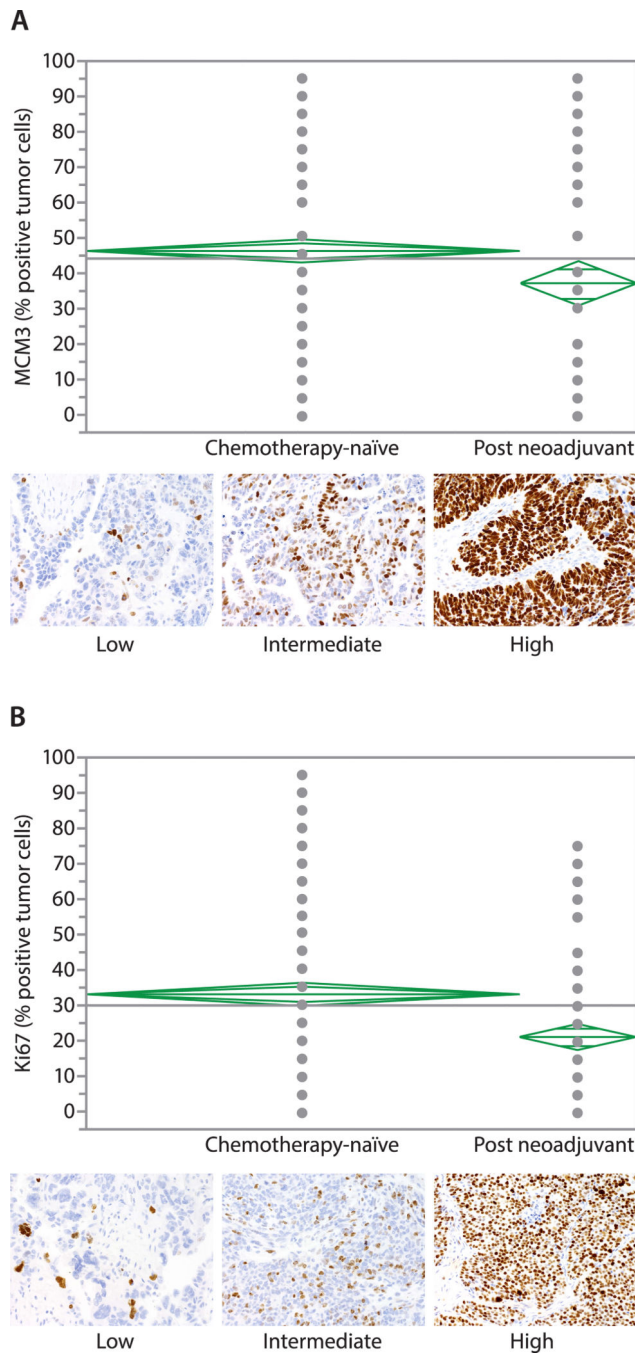 A
MCM3 (% positive tumor cells)
100
90
80
70
60
50
40
30
20
10
0
Chemotherapy-naïve Post neoadjuvant
Low Intermediate High
B
Ki67 (% positive tumor cells)
100
90
80
70
60
50
40
30
20
10
0
Chemotherapy-naïve Post neoadjuvant
Low Intermediate High